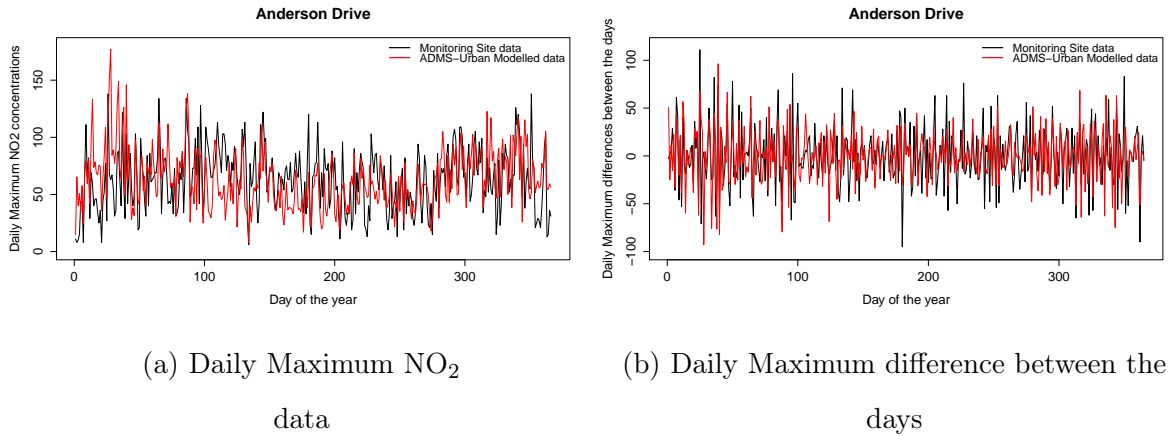 Anderson Drive
Daily Maximum NO2 concentrations
150
100
50
0
Monitoring Site data
ADMS−Urban Modelled data
0
100
200
300
Day of the year
(a) Daily Maximum NO₂
data
Anderson Drive
Daily Maximum differences between the days
100
50
0
−50
−100
Monitoring Site data
ADMS−Urban Modelled data
0
100
200
300
Day of the year
(b) Daily Maximum difference between the
days